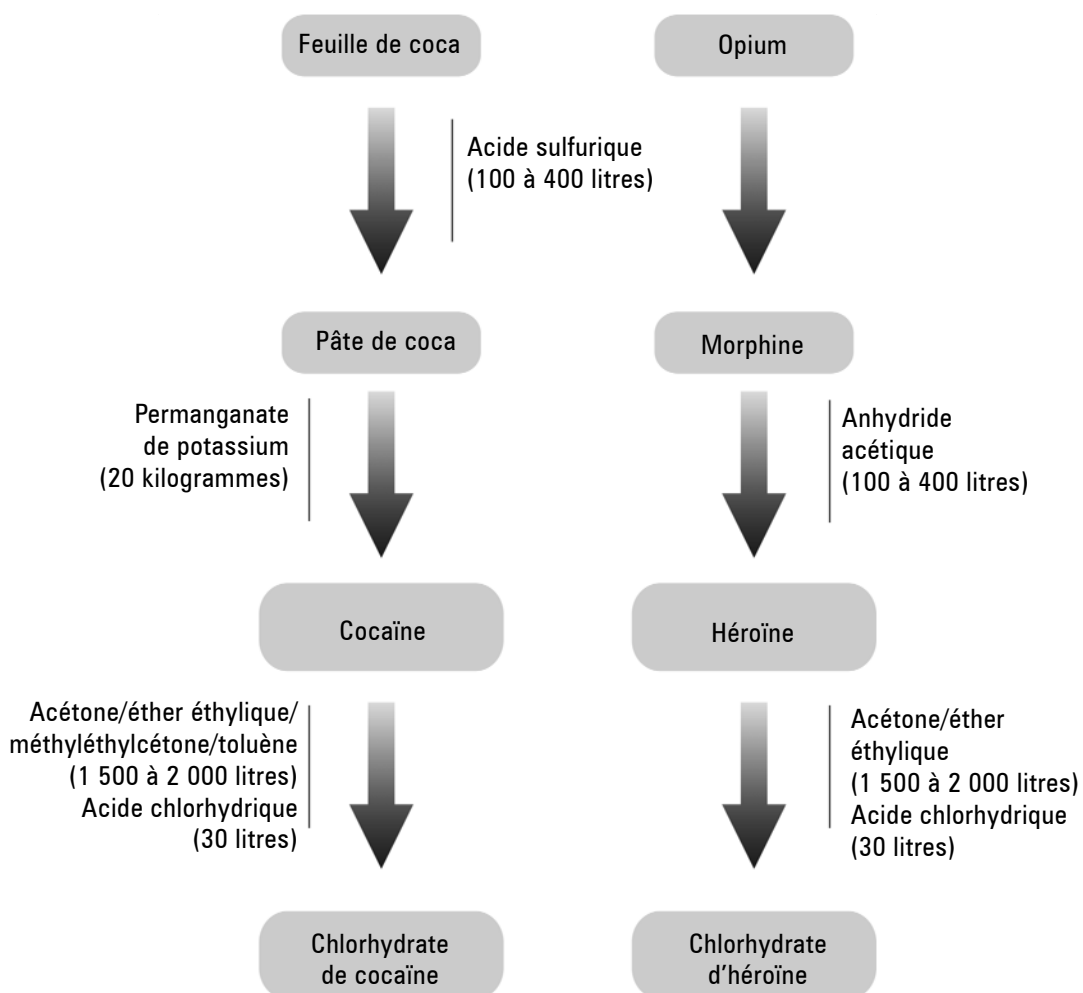 Feuille de coca
Opium
Acide sulfurique
(100 à 400 litres)
Pâte de coca
Morphine
Permanganate
de potassium
(20 kilogrammes)
Anhydride
acétique
(100 à 400 litres)
Cocaïne
Héroïne
Acétone/éther éthylique/
méthyléthylcétone/toluène
(1 500 à 2 000 litres)
Acide chlorhydrique
(30 litres)
Acétone/éther
éthylique
(1 500 à 2 000 litres)
Acide chlorhydrique
(30 litres)
Chlorhydrate
de cocaïne
Chlorhydrate
d'héroïne